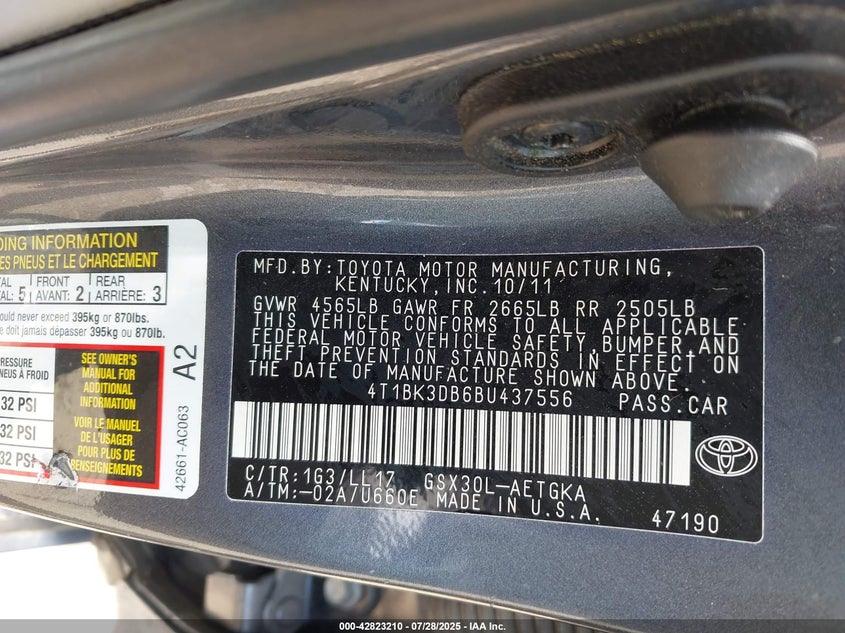 DING INFORMATION
ES PNEUS ET LE CHARGEMENT
TAL 5 FRONT 2 REAR 3
AL: AVANT: ARRIÈRE:
ld never exceed 395kg or 870lbs.
e doit jamais dépasser 395kg ou 870lb.
PRESSURE
NEUS À FROID
32 PSI
32 PSI
32 PSI
SEE OWNER'S
MANUAL FOR
ADDITIONAL
INFORMATION
VOIR LE MANUEL
DE L'USAGER
POUR PLUS
DE RENSEIGNEMENTS
A2
42661-AC063
MFD.BY:TOYOTA MOTOR MANUFACTURING,
KENTUCKY, INC.10/11
GVWR 4565LB GAWR FR 2665LB RR 2505LB
THIS VEHICLE CONFORMS TO ALL APPLICABLE
FEDERAL MOTOR VEHICLE SAFETY, BUMPER AND
THEFT PREVENTION STANDARDS IN EFFECT ON
THE DATE OF MANUFACTURE SHOWN ABOVE.
4T1BK3DB6BU437556 PASS.CAR
C/TR:1G3/LL17 GSX30L-AETGKA
A/TM:-02A/U660E MADE IN U.S.A.
47190
000-42823210 - 07/28/2025 - IAA Inc.